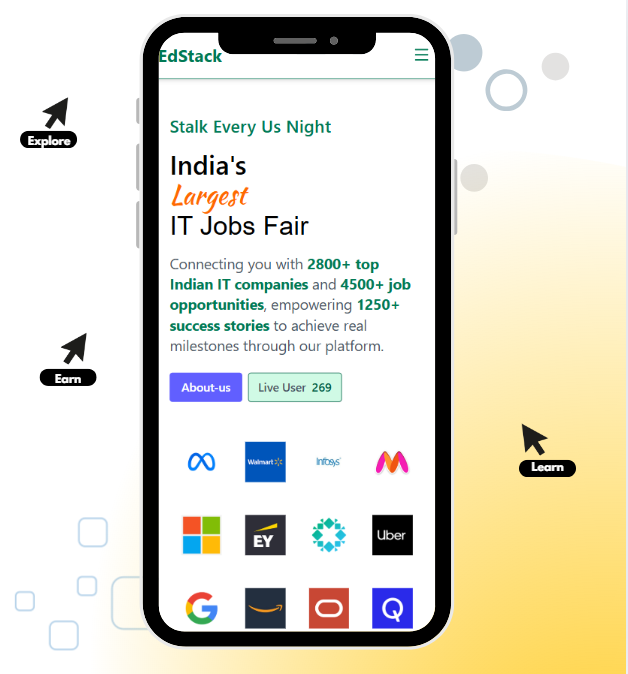 EdStack
Explore
Stalk Every Us Night
India's
Largest
IT Jobs Fair
Connecting you with 2800+ top
Indian IT companies and 4500+ job
opportunities, empowering 1250+
success stories to achieve real
milestones through our platform.
Earn
About-us
Live User 269
Learn
Walmart
Infosys
EY
Uber